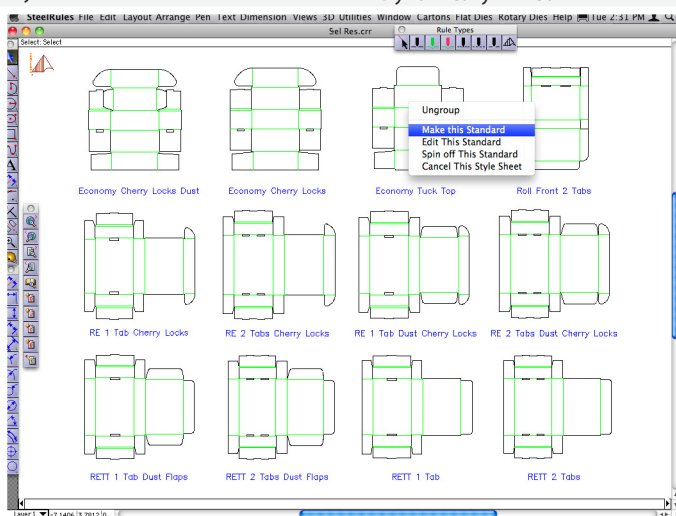 SteelRules File Edit Layout Arrange Pen Text Dimension Views 3D Utilities Window Cartons Flat Dies Rotary Dies Help Tue 2:31 PM
Sel Res.crr
Rule Types
Select: Select
Ungroup
Make this Standard
Edit This Standard
Spin off This Standard
Cancel This Style Sheet
Economy Cherry Locks Dust Economy Cherry Locks Economy Tuck Top Roll Front 2 Tabs
RE 1 Tab Cherry Locks RE 2 Tabs Cherry Locks RE 1 Tab Dust Cherry Locks RE 2 Tabs Dust Cherry Locks
RETT 1 Tab Dust Flaps RETT 2 Tabs Dust Flaps RETT 1 Tab RETT 2 Tabs